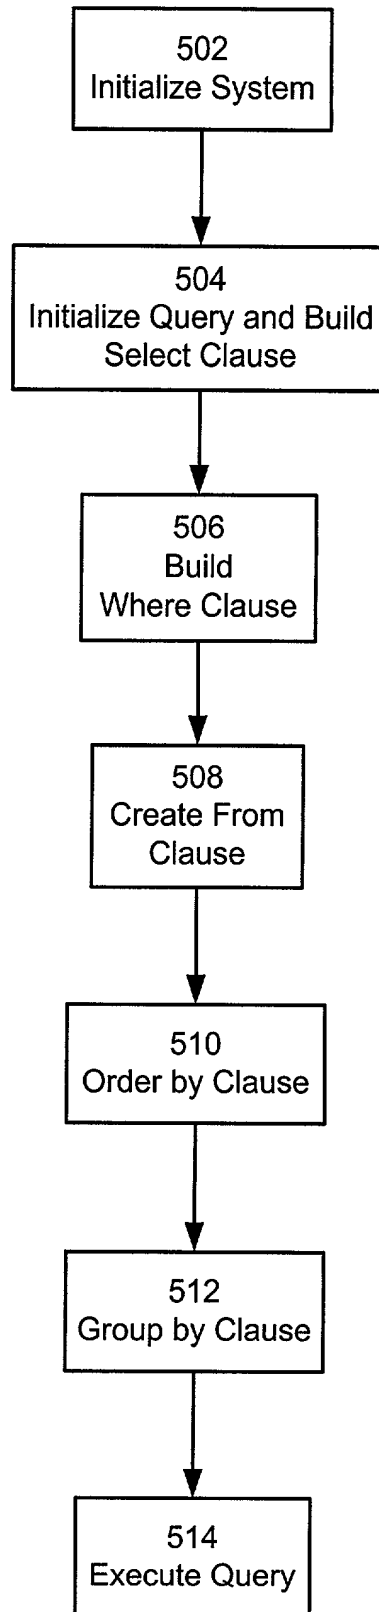 502
Initialize System
504
Initialize Query and Build
Select Clause
506
Build
Where Clause
508
Create From
Clause
510
Order by Clause
512
Group by Clause
514
Execute Query